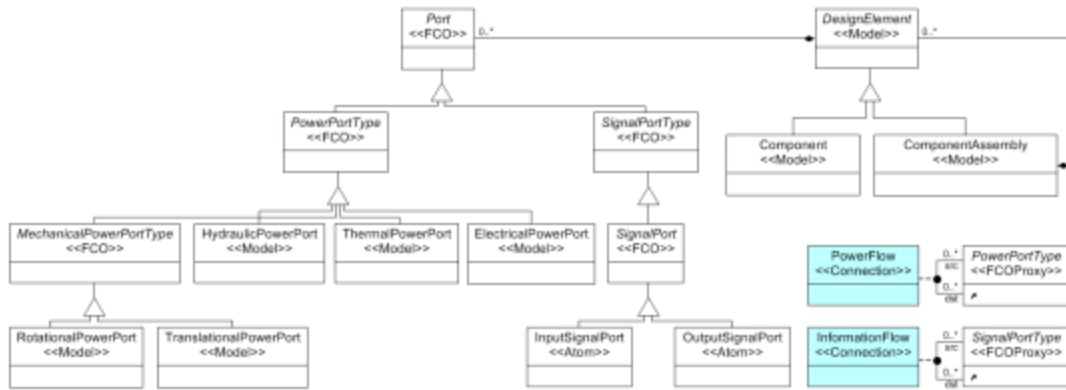 Port
<<FCO>>
0..*
DesignElement
<<Model>>
0..*
PowerPortType
<<FCO>>
SignalPortType
<<FCO>>
Component
<<Model>>
ComponentAssembly
<<Model>>
MechanicalPowerPortType
<<FCO>>
HydraulicPowerPort
<<Model>>
ThermalPowerPort
<<Model>>
ElectricalPowerPort
<<Model>>
SignalPort
<<FCO>>
PowerFlow
<<Connection>>
0..*
src
0..*
dst
PowerPortType
<<FCOProxy>>
RotationalPowerPort
<<Model>>
TranslationalPowerPort
<<Model>>
InputSignalPort
<<Atom>>
OutputSignalPort
<<Atom>>
InformationFlow
<<Connection>>
0..*
src
0..*
dst
SignalPortType
<<FCOProxy>>